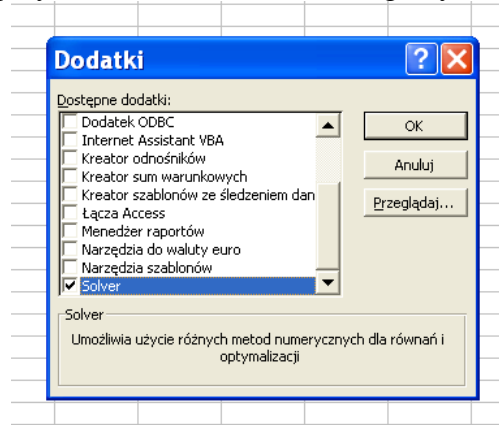 Dodatki
Dostępne dodatki:
Dodatek ODBC
Internet Assistant VBA
Kreator odnośników
Kreator sum warunkowych
Kreator szablonów ze śledzeniem dan
Łącza Access
Menedżer raportów
Narzędzia do waluty euro
Narzędzia szablonów
Solver
OK
Anuluj
Przeglądaj...
Solver
Umożliwia użycie różnych metod numerycznych dla równań i
optymalizacji